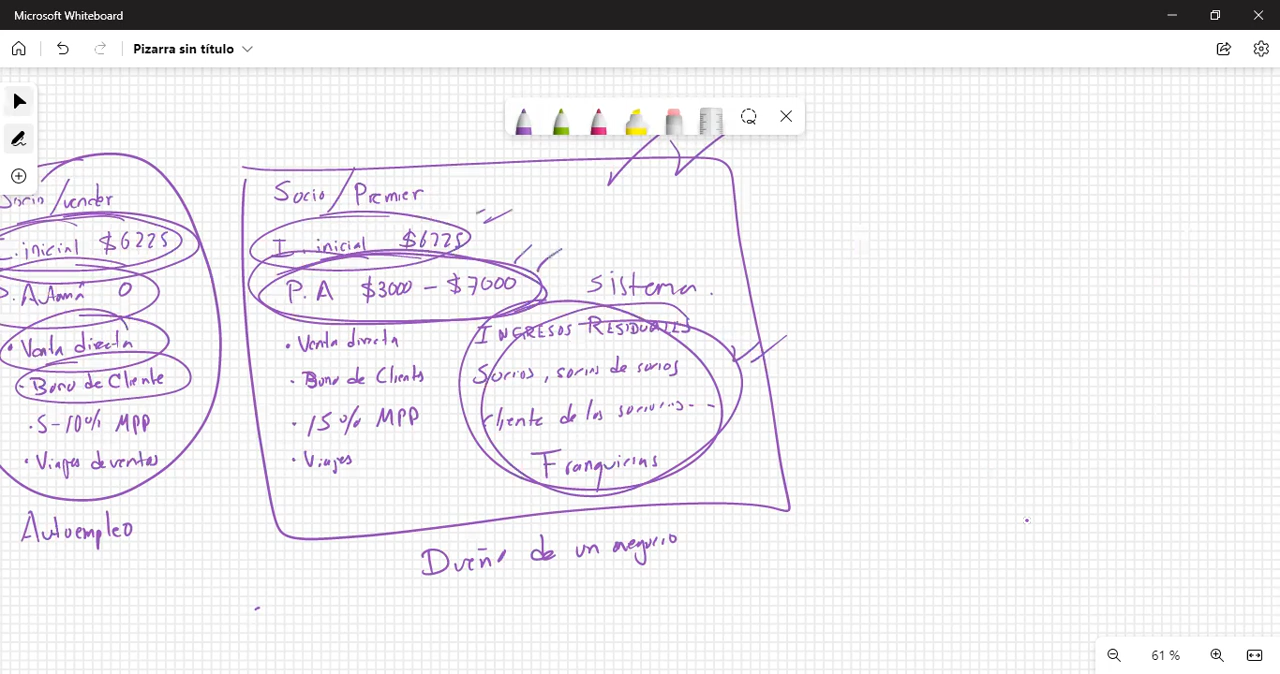 Microsoft Whiteboard
Pizarra sin título
Socio/vender
I. inicial $6225
P. Autom 0
• Venta directa
• Bono de Cliente
• 5-10% MPP
• Viajes de ventas
Autoempleo
Socio/Premier
I. inicial $6225
P. A $3000 - $7000
• Venta directa
• Bono de Cliente
• 15% MPP
• Viajes
Sistema.
INGRESOS RESIDUALES
Socios, socios de socios
Cliente de los
Franquicias
Dueño de un negocio
61 %